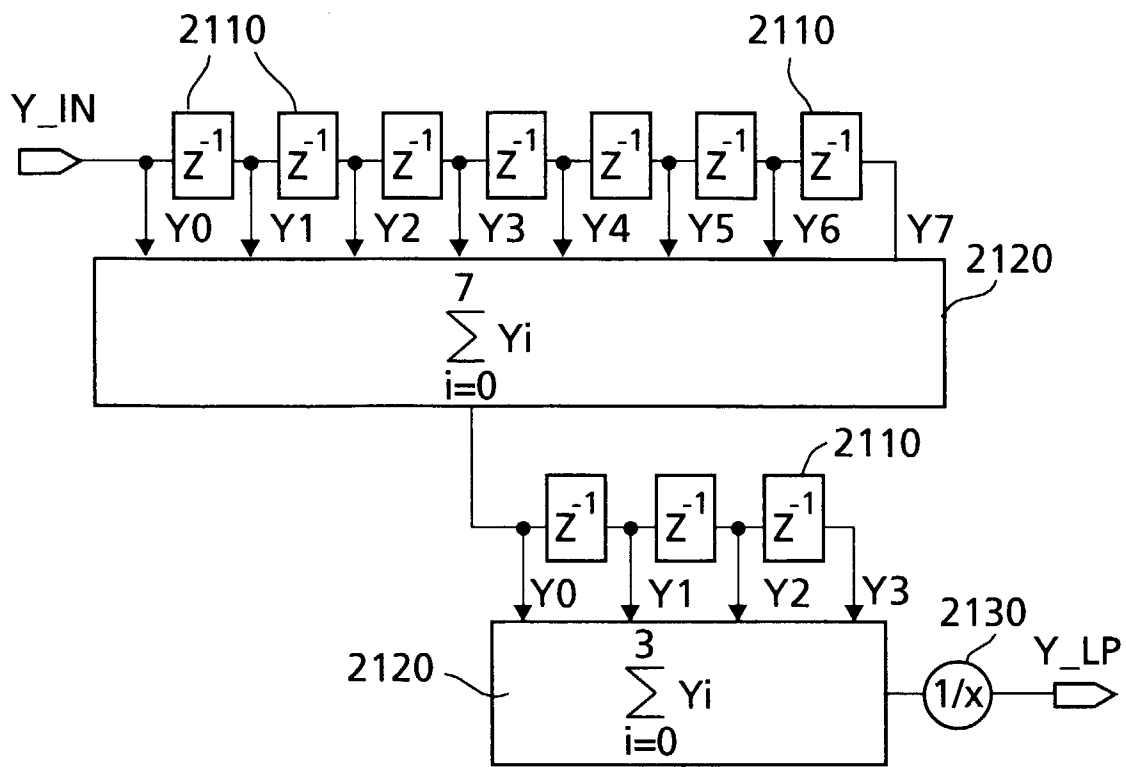 2110 2110
Y_IN
Z⁻¹ Z⁻¹ Z⁻¹ Z⁻¹ Z⁻¹ Z⁻¹ Z⁻¹
Y0 Y1 Y2 Y3 Y4 Y5 Y6 Y7
2120
7
∑ Yi
i=0
2110
Z⁻¹ Z⁻¹ Z⁻¹
Y0 Y1 Y2 Y3
2130
Y_LP
2120
3
∑ Yi
i=0
1/x